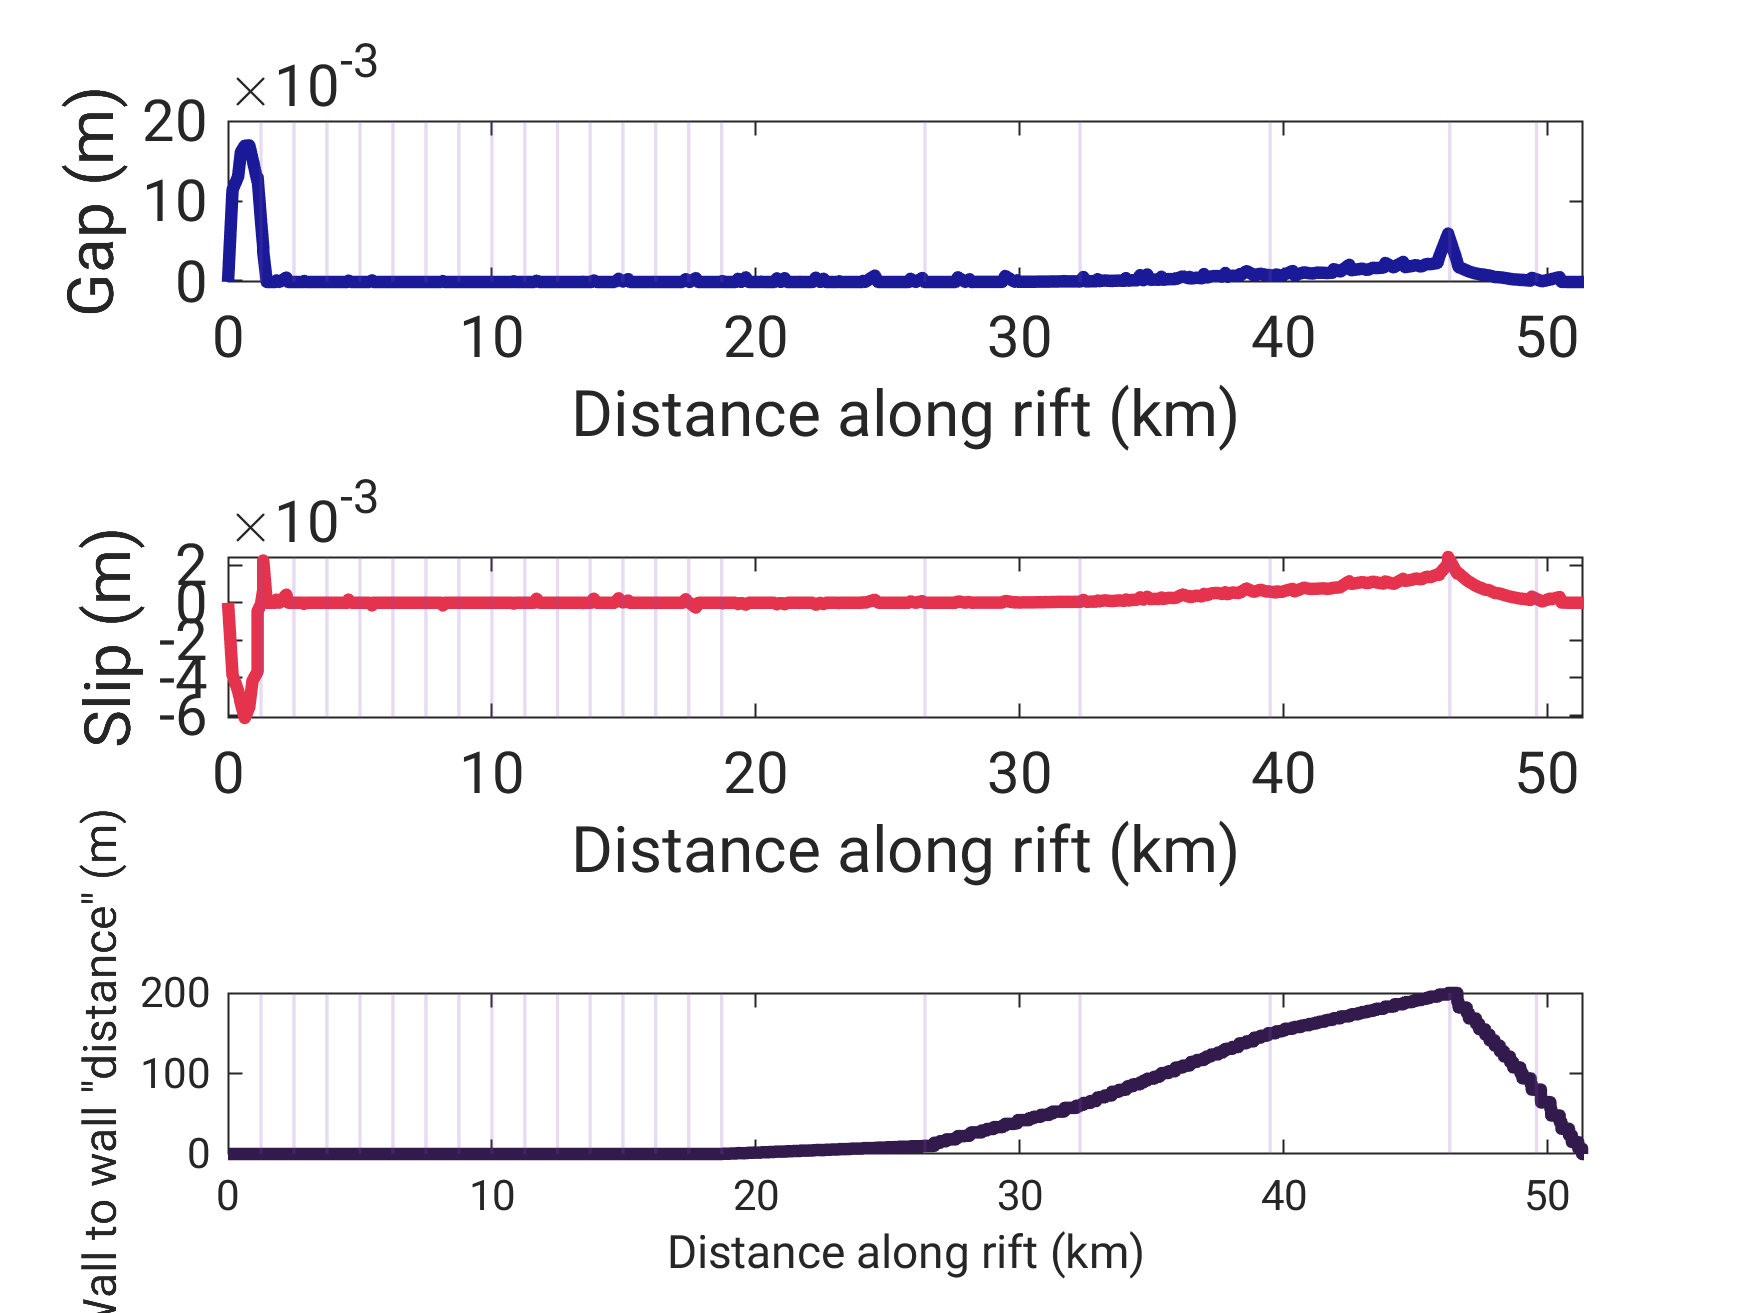 ×10-3
Gap (m)
20
10
0
0 10 20 30 40 50
Distance along rift (km)
×10-3
Slip (m)
2
0
-2
-4
-6
0 10 20 30 40 50
Distance along rift (km)
to wall "distance" (m)
200
100
0
0 10 20 30 40 50
Distance along rift (km)